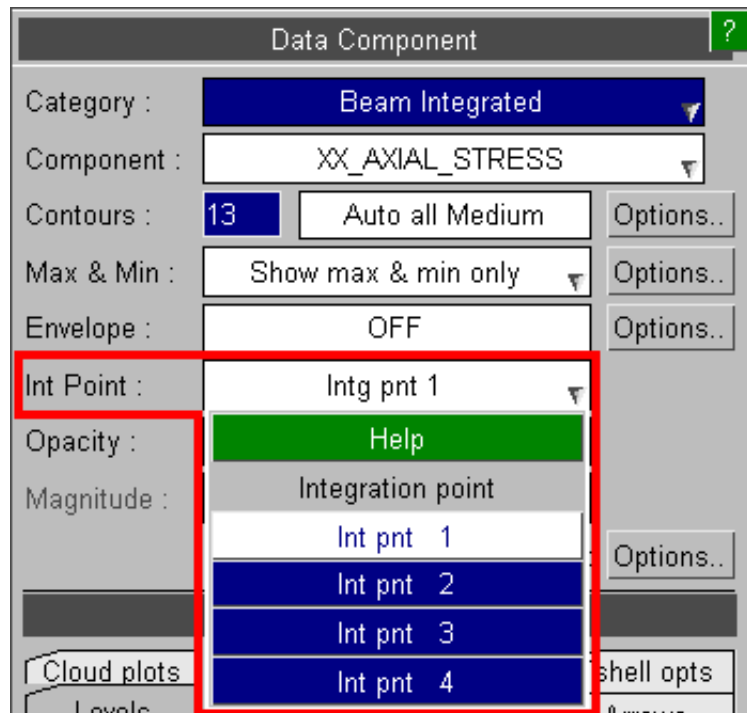 Data Component ?
Category : Beam Integrated
Component : XX_AXIAL_STRESS
Contours : 13 Auto all Medium Options..
Max & Min : Show max & min only Options..
Envelope : OFF Options..
Int Point : Intg pnt 1
Opacity : Help
Magnitude : Integration point
Int pnt 1
: Options..
Int pnt 2
Int pnt 3
Cloud plots Int pnt 4 shell opts
Levels